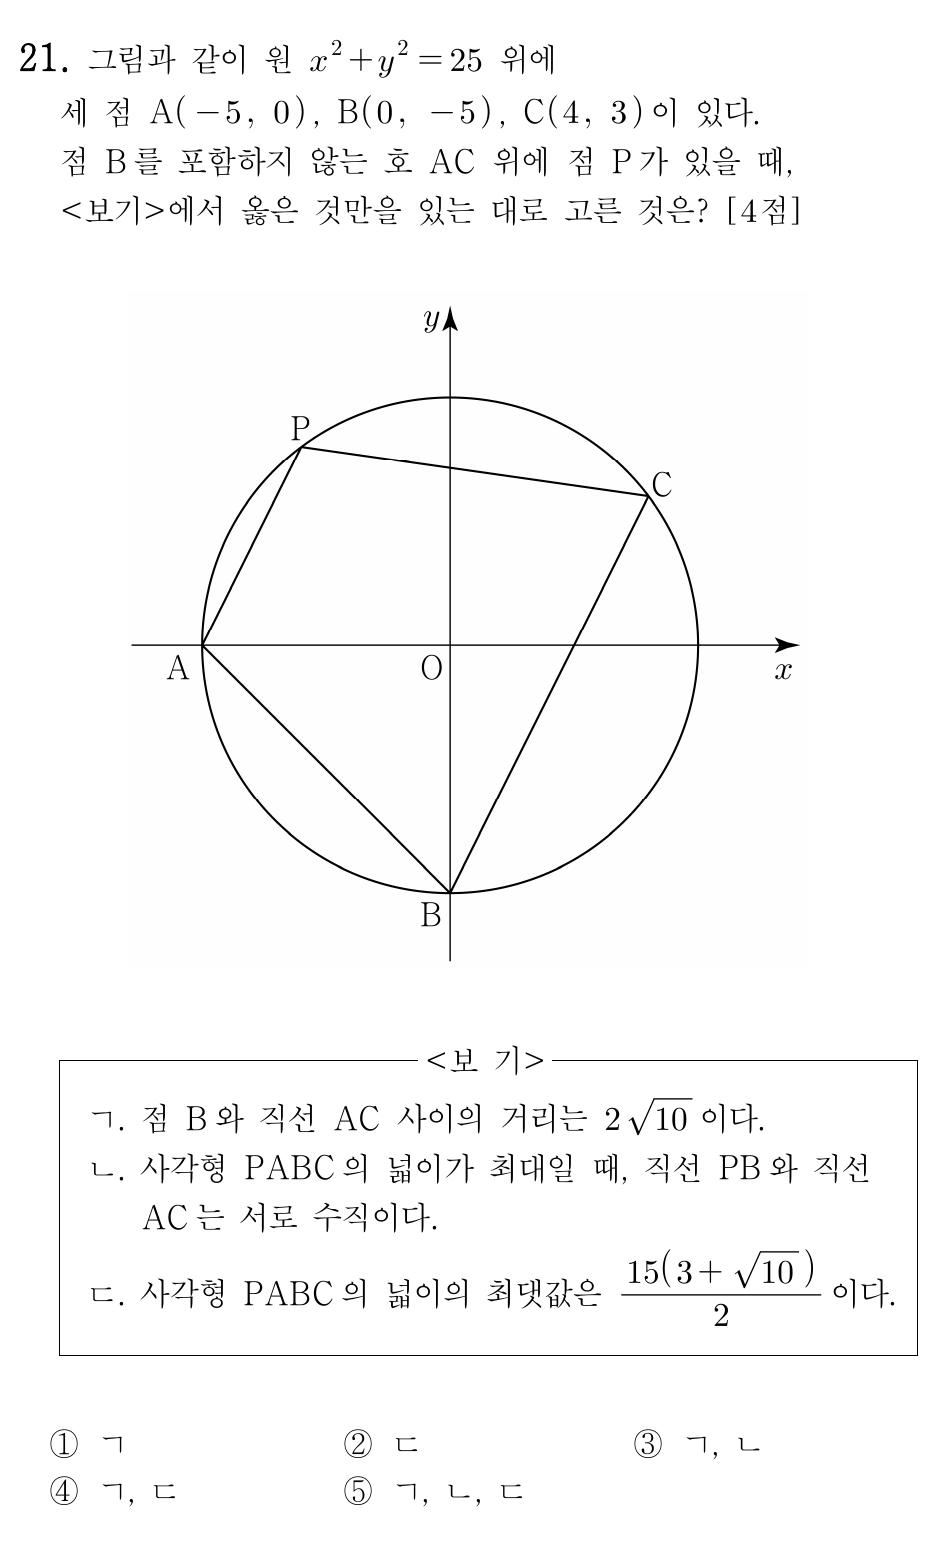 21. 그림과 같이 원 x²+y²=25 위에
세 점 A(−5, 0), B(0, −5), C(4, 3)이 있다.
점 B를 포함하지 않는 호 AC 위에 점 P가 있을 때,
<보기>에서 옳은 것만을 있는 대로 고른 것은? [4점]
y
P
C
A
O
x
B
<보 기>
ㄱ. 점 B와 직선 AC 사이의 거리는 2√10이다.
ㄴ. 사각형 PABC의 넓이가 최대일 때, 직선 PB와 직선
AC는 서로 수직이다.
ㄷ. 사각형 PABC의 넓이의 최댓값은 15(3+√10)/2이다.
① ㄱ ② ㄷ ③ ㄱ, ㄴ
④ ㄱ, ㄷ ⑤ ㄱ, ㄴ, ㄷ